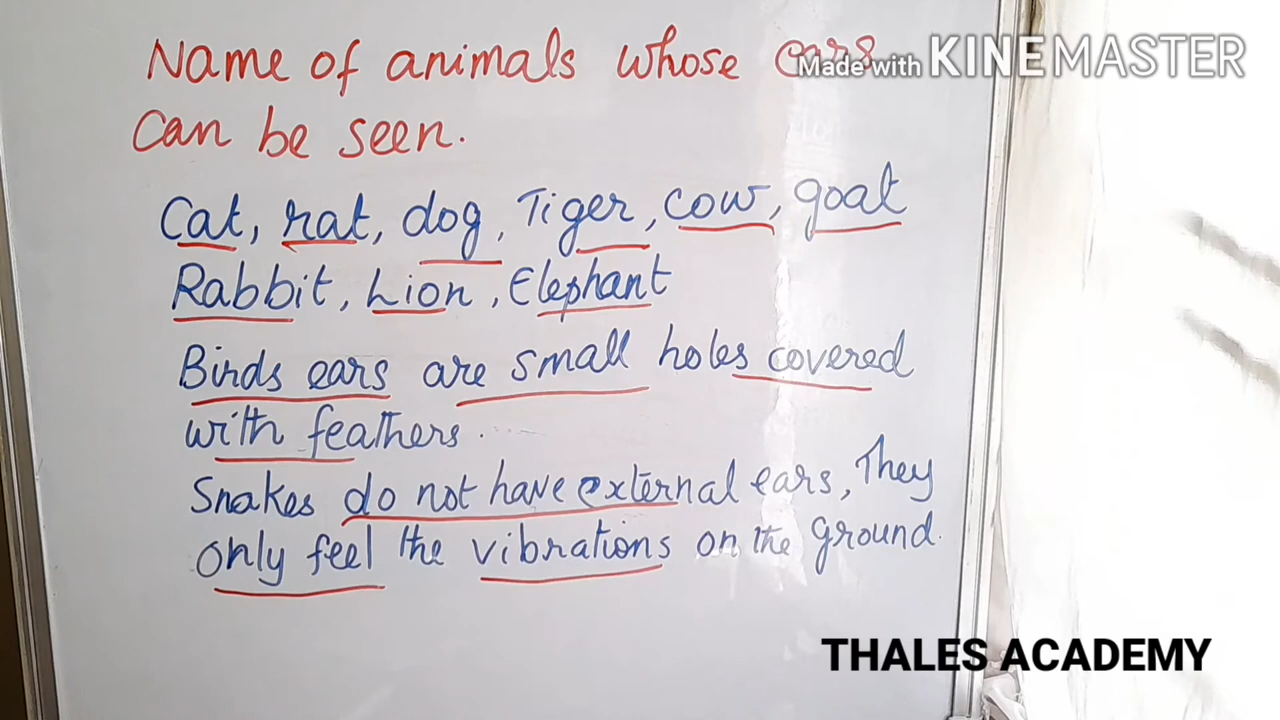 Name of animals whose ears
Made with KINEMASTER
can be seen.
Cat, rat, dog, Tiger, cow, goat
Rabbit, Lion, Elephant
Birds ears are small holes covered
with feathers.
Snakes do not have external ears, They
only feel the vibrations on the ground.
THALES ACADEMY